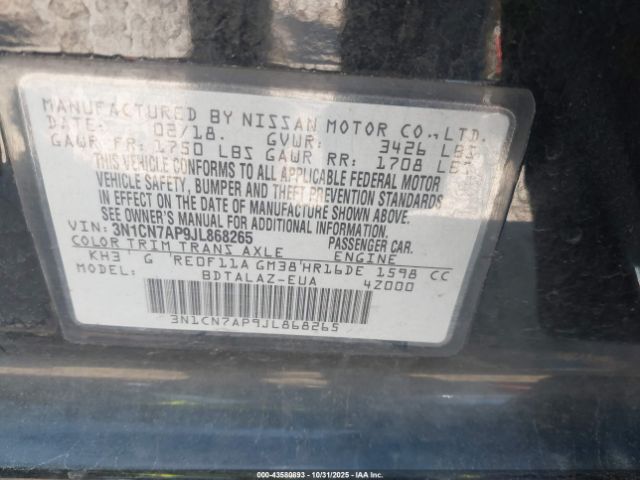 MANUFACTURED BY NISSAN MOTOR CO.,LTD.
DATE: 02/18. GVWR: 3426 LBS
GAWR FR: 1750 LBS GAWR RR: 1708 LBS
THIS VEHICLE CONFORMS TO ALL APPLICABLE FEDERAL MOTOR
VEHICLE SAFETY, BUMPER AND THEFT PREVENTION STANDARDS
IN EFFECT ON THE DATE OF MANUFACTURE SHOWN ABOVE.
SEE OWNER'S MANUAL FOR ADDITIONAL INFORMATION.
VIN: 3N1CN7AP9JL868265 PASSENGER CAR.
COLOR TRIM TRANS AXLE ENGINE
KH3 G RE0F11A GM38 HR16DE 1598 CC
MODEL: BDTALAZ-EUA 4Z000
3N1CN7AP9JL868265
000-43580893 - 10/31/2025 - IAA Inc.